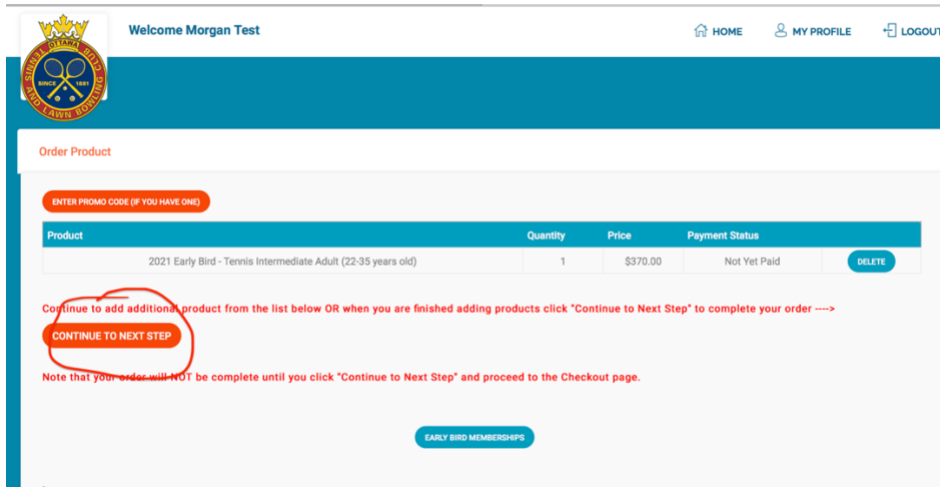 Welcome Morgan Test
HOME
MY PROFILE
LOGOUT
OTTAWA TENNIS AND LAWN BOWLING CLUB
SINCE 1881
Order Product
ENTER PROMO CODE (IF YOU HAVE ONE)
Product Quantity Price Payment Status
2021 Early Bird - Tennis Intermediate Adult (22-35 years old) 1 $370.00 Not Yet Paid DELETE
Continue to add additional product from the list below OR when you are finished adding products click "Continue to Next Step" to complete your order ---->
CONTINUE TO NEXT STEP
Note that your order will NOT be complete until you click "Continue to Next Step" and proceed to the Checkout page.
EARLY BIRD MEMBERSHIPS